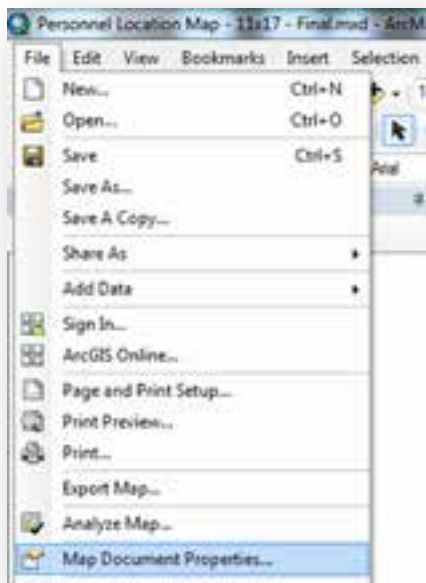 Personnel Location Map - 11x17 - Final.mxd - ArcM
File Edit View Bookmarks Insert Selection
New... Ctrl+N
Open... Ctrl+O
Save Ctrl+S
Save As...
Save A Copy...
Share As
Add Data
Sign In...
ArcGIS Online...
Page and Print Setup...
Print Preview...
Print...
Export Map...
Analyze Map...
Map Document Properties...